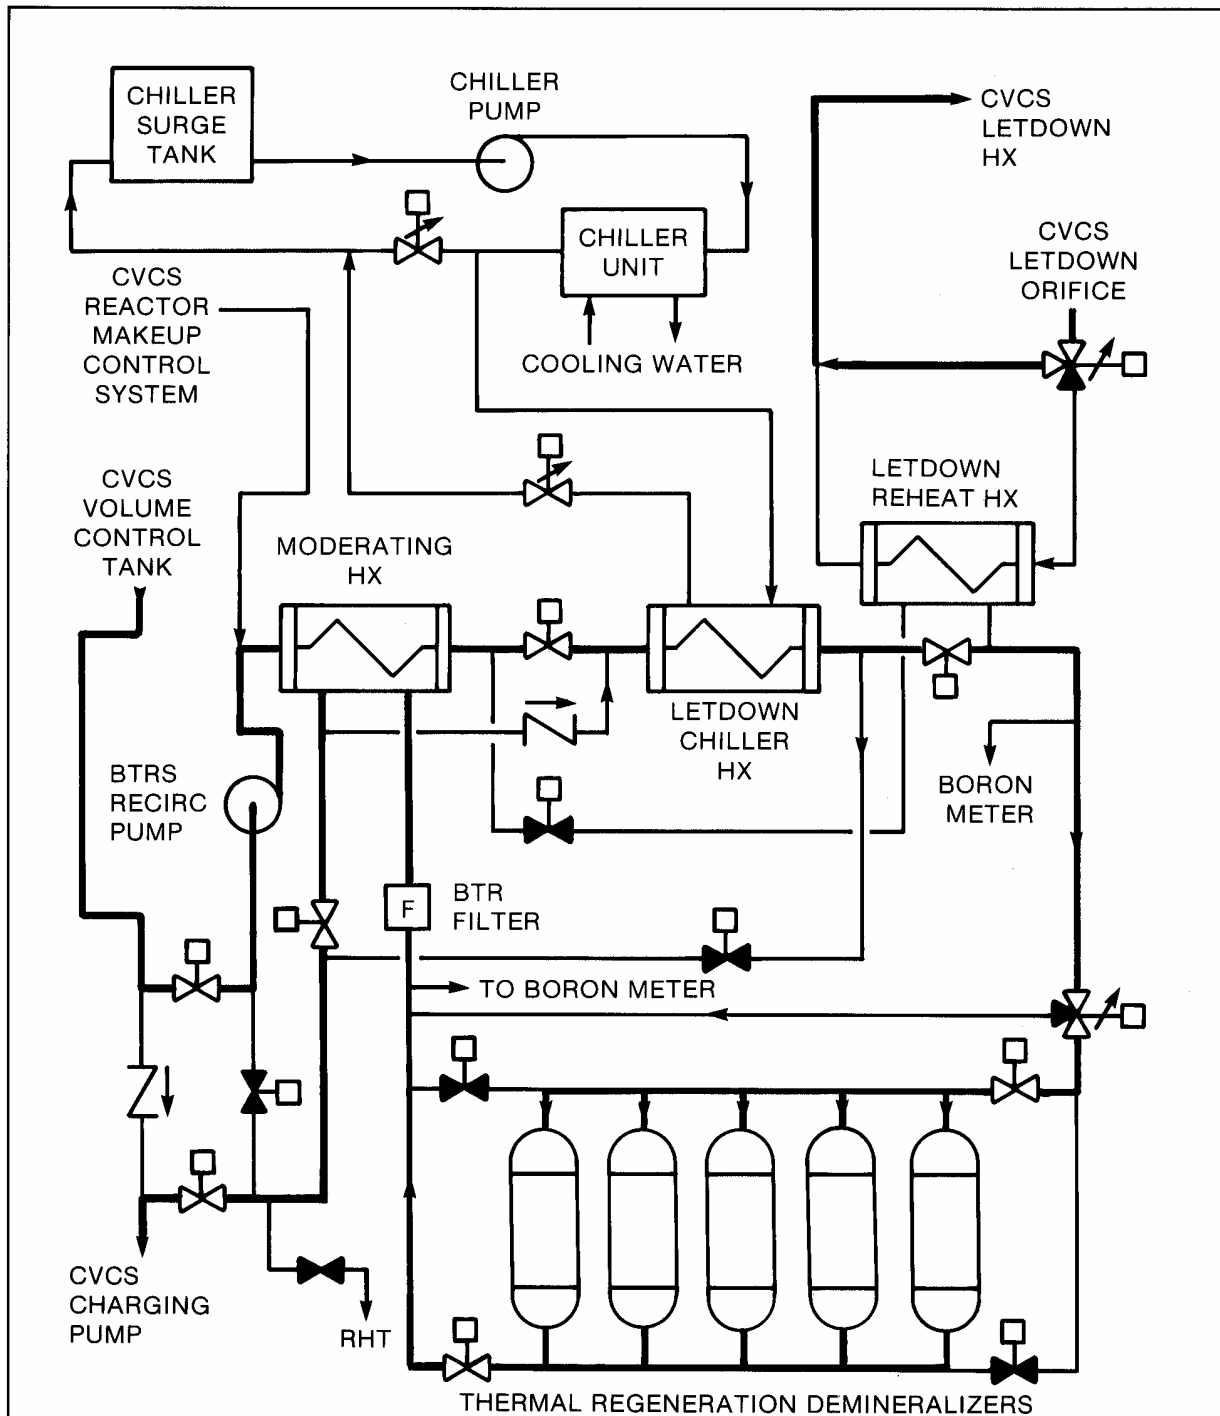 CHILLER
SURGE
TANK
CHILLER
PUMP
CVCS
LETDOWN
HX
CHILLER
UNIT
CVCS
LETDOWN
ORIFICE
CVCS
REACTOR
MAKEUP
CONTROL
SYSTEM
COOLING WATER
CVCS
VOLUME
CONTROL
TANK
LETDOWN
REHEAT HX
MODERATING
HX
LETDOWN
CHILLER
HX
BTRS
RECIRC
PUMP
BORON
METER
F
BTR
FILTER
TO BORON METER
CVCS
CHARGING
PUMP
RHT
THERMAL REGENERATION DEMINERALIZERS